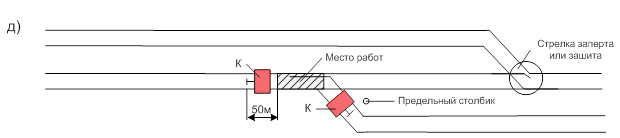 д)
Стрелка заперта
или зашита
К
Место работ
50м
К
Предельный столбик